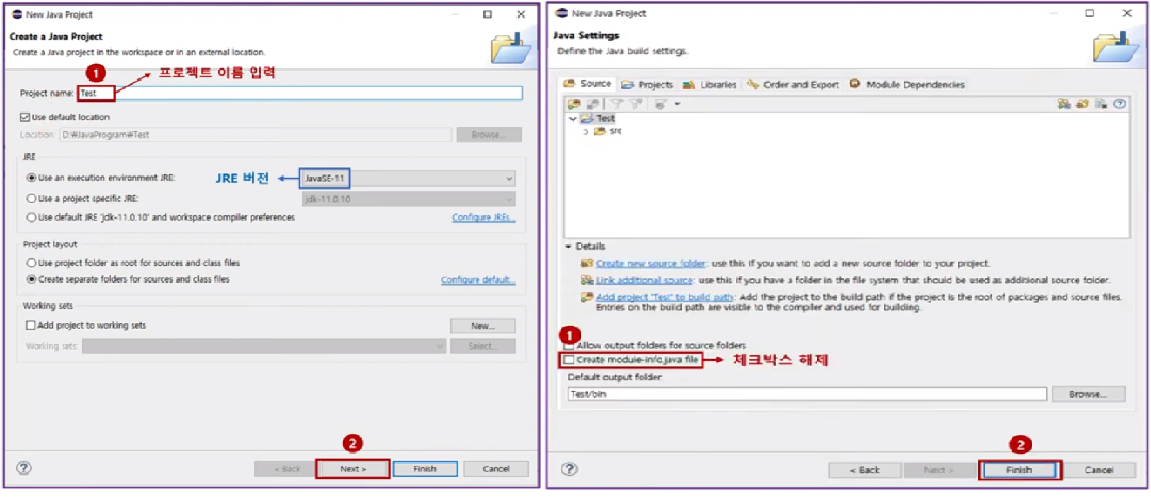 New Java Project
Create a Java Project
Create a Java project in the workspace or in an external location.
1 프로젝트 이름 입력
Project name: Test
Use default location
Location: D:₩JavaProgram₩Test Browse...
JRE
Use an execution environment JRE: JRE 버전 JavaSE-11
Use a project specific JRE: jdk-11.0.10
Use default JRE 'jdk-11.0.10' and workspace compiler preferences Configure JREs...
Project layout
Use project folder as root for sources and class files
Create separate folders for sources and class files Configure default...
Working sets
Add project to working sets New...
Working sets: Select...
2
? < Back Next > Finish Cancel
New Java Project
Java Settings
Define the Java build settings.
Source Projects Libraries Order and Export Module Dependencies
Test
src
Details
Create new source folder: use this if you want to add a new source folder to your project.
Link additional source: use this if you have a folder in the file system that should be used as additional source folder.
Add project 'Test' to build path: Add the project to the build path if the project is the root of packages and source files.
Entries on the build path are visible to the compiler and used for building.
1
Allow output folders for source folders
Create module-info.java file 체크박스 해제
Default output folder
Test/bin Browse...
2
? < Back Next > Finish Cancel